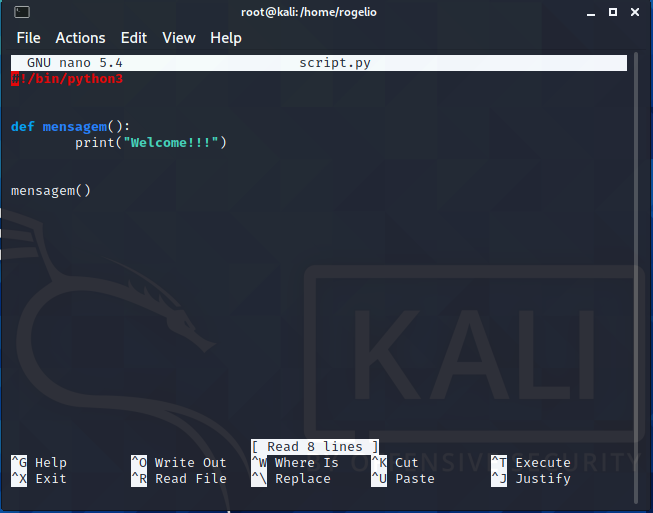 root@kali:/home/rogelio
File Actions Edit View Help
GNU nano 5.4 script.py
#!/bin/python3
def mensagem():
print("Welcome!!!")
mensagem()
KALI
OFFENSIVE SECURITY
[ Read 8 lines ]
^G Help ^O Write Out ^W Where Is ^K Cut ^T Execute
^X Exit ^R Read File ^\ Replace ^U Paste ^J Justify